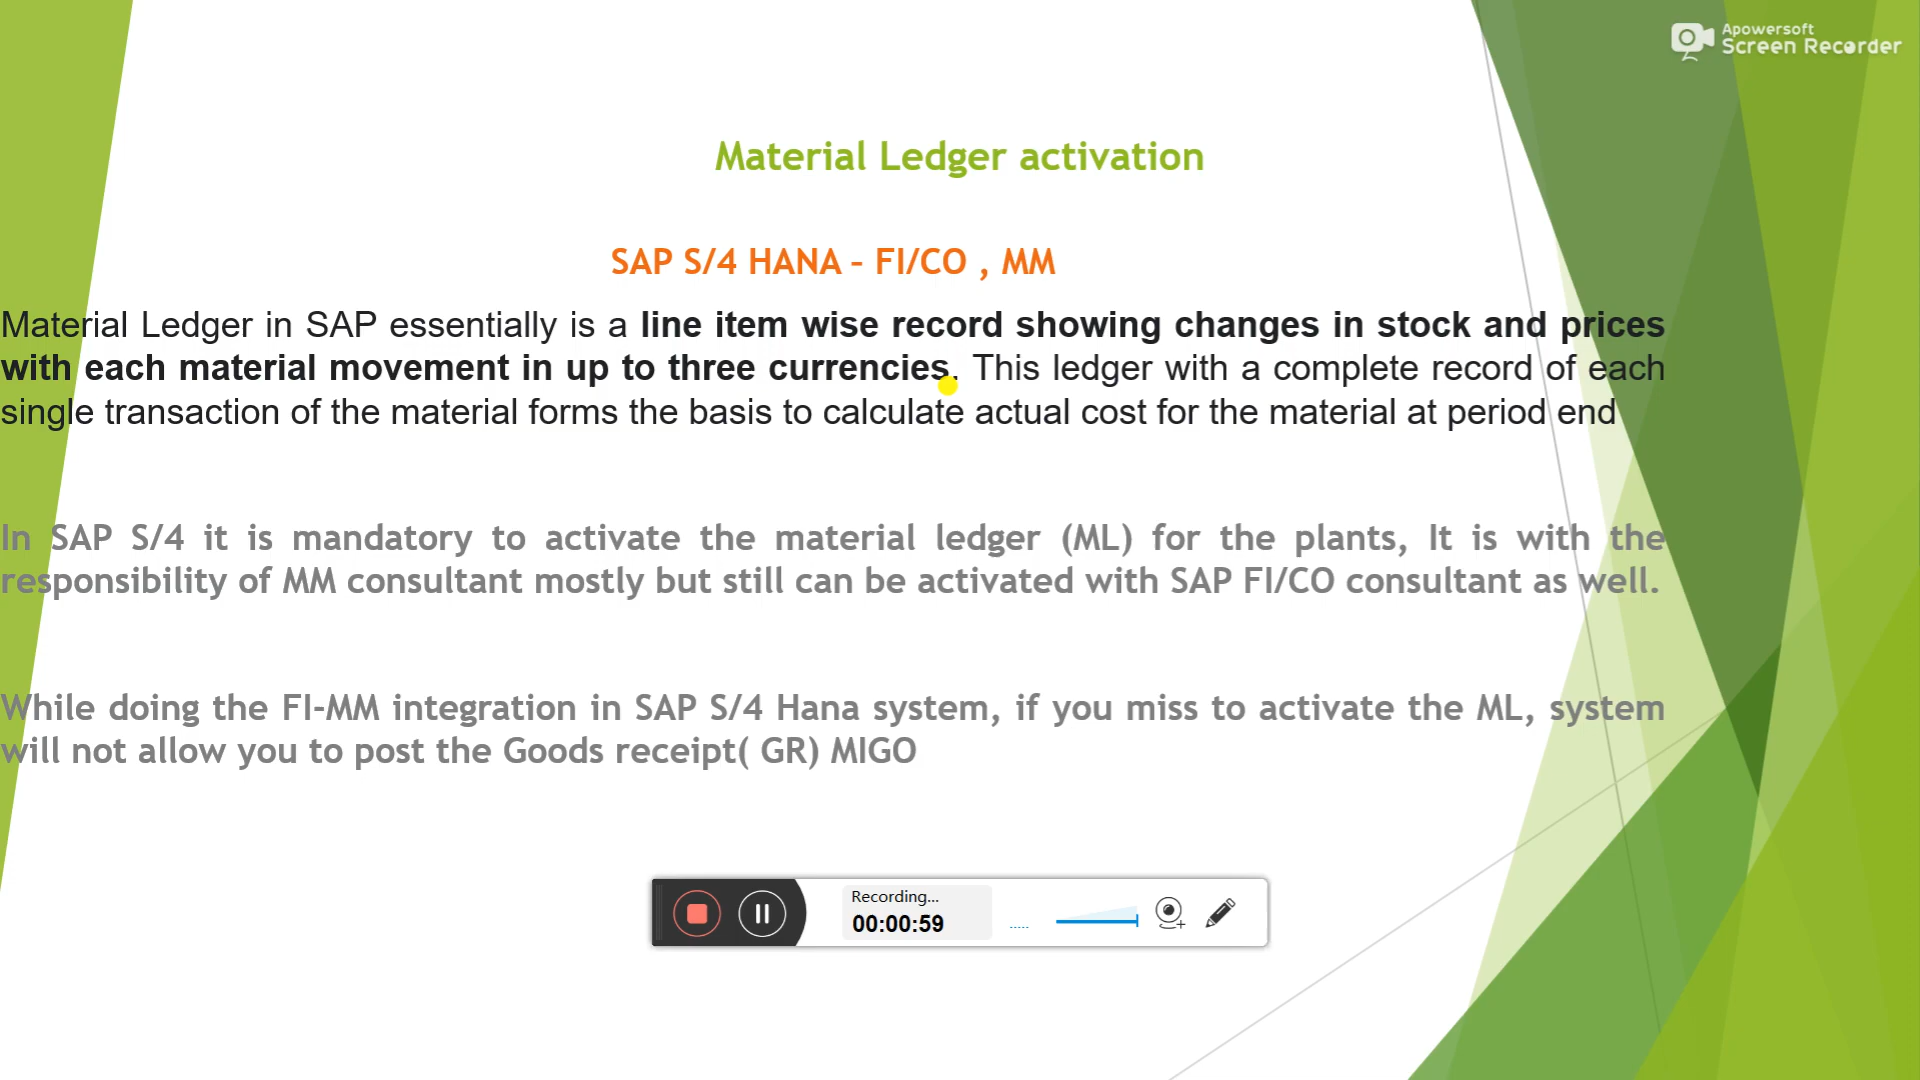 Apowersoft
Screen Recorder
Material Ledger activation
SAP S/4 HANA – FI/CO , MM
Material Ledger in SAP essentially is a line item wise record showing changes in stock and prices
with each material movement in up to three currencies. This ledger with a complete record of each
single transaction of the material forms the basis to calculate actual cost for the material at period end
In SAP S/4 it is mandatory to activate the material ledger (ML) for the plants, It is with the
responsibility of MM consultant mostly but still can be activated with SAP FI/CO consultant as well.
While doing the FI-MM integration in SAP S/4 Hana system, if you miss to activate the ML, system
will not allow you to post the Goods receipt( GR) MIGO
Recording...
00:00:59